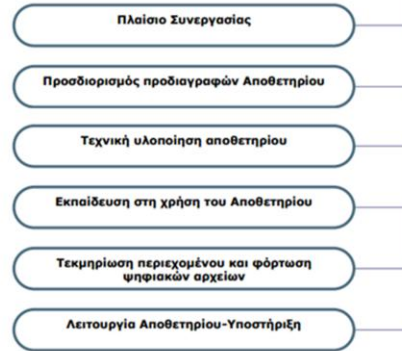 Πλαίσιο Συνεργασίας
Προσδιορισμός προδιαγραφών Αποθετηρίου
Τεχνική υλοποίηση αποθετηρίου
Εκπαίδευση στη χρήση του Αποθετηρίου
Τεκμηρίωση περιεχομένου και φόρτωση
ψηφιακών αρχείων
Λειτουργία Αποθετηρίου-Υποστήριξη